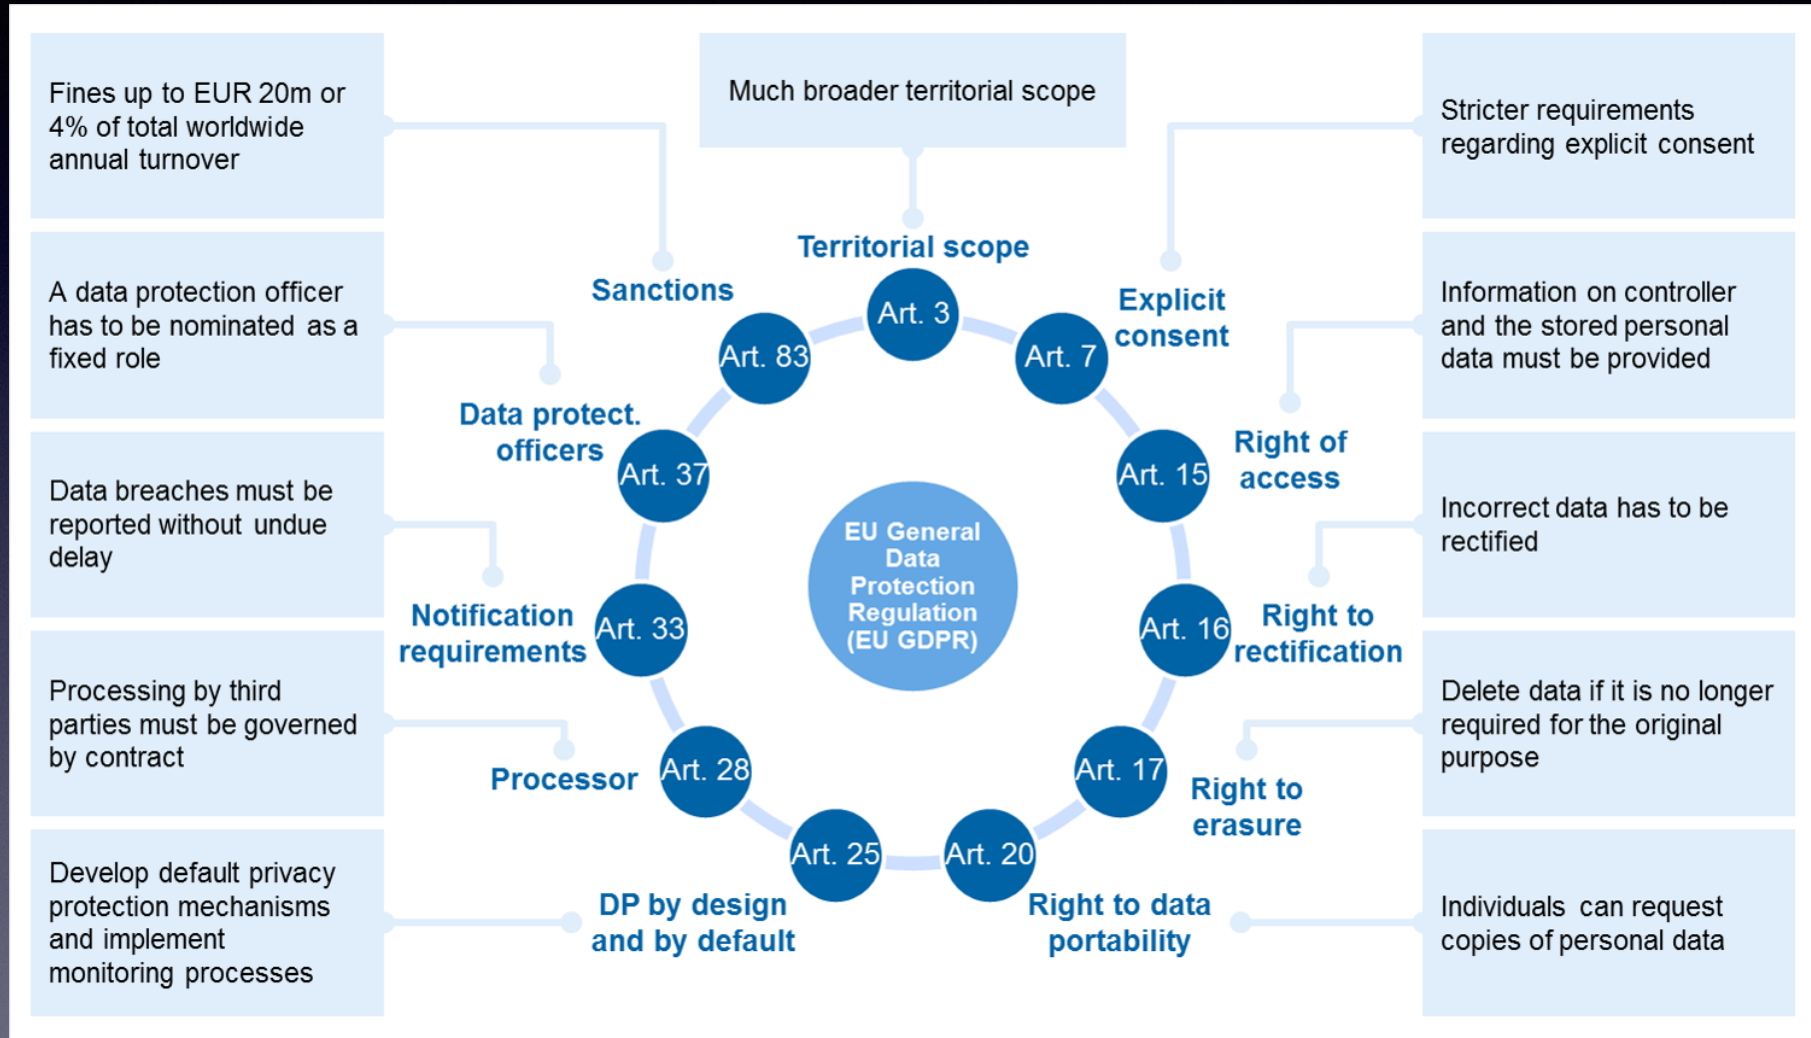 Fines up to EUR 20m or
4% of total worldwide
annual turnover
A data protection officer
has to be nominated as a
fixed role
Data breaches must be
reported without undue
delay
Processing by third
parties must be governed
by contract
Develop default privacy
protection mechanisms
and implement
monitoring processes
Much broader territorial scope
Territorial scope
Art. 3
Explicit
consent
Art. 7
Right of
access
Art. 15
Right to
rectification
Art. 16
Right to
erasure
Art. 17
Right to data
portability
Art. 20
DP by design
and by default
Art. 25
Processor
Art. 28
Notification
requirements
Art. 33
Data protect.
officers
Art. 37
Sanctions
Art. 83
EU General
Data
Protection
Regulation
(EU GDPR)
Stricter requirements
regarding explicit consent
Information on controller
and the stored personal
data must be provided
Incorrect data has to be
rectified
Delete data if it is no longer
required for the original
purpose
Individuals can request
copies of personal data